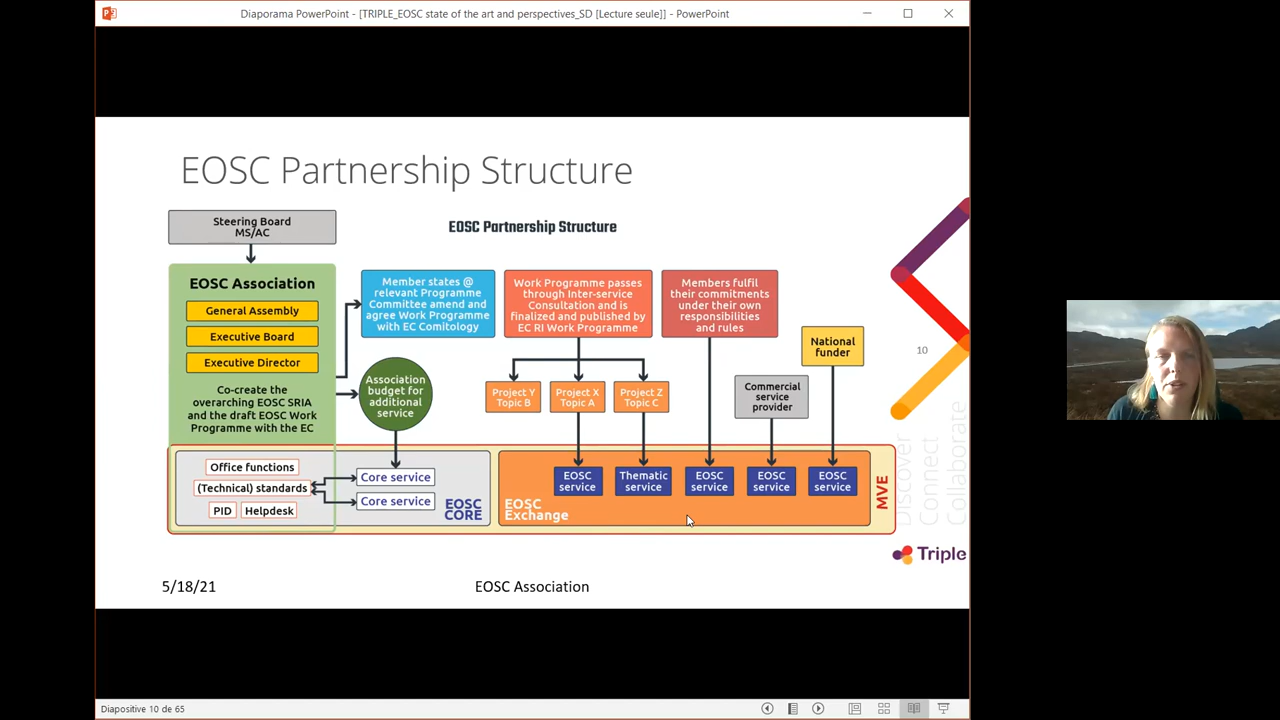 Diaporama PowerPoint - [TRIPLE_EOSC state of the art and perspectives_SD [Lecture seule]] - PowerPoint
EOSC Partnership Structure
Steering Board
MS/AC
EOSC Partnership Structure
EOSC Association
General Assembly
Executive Board
Executive Director
Co-create the
overarching EOSC SRIA
and the draft EOSC Work
Programme with the EC
Member states @
relevant Programme
Committee amend and
agree Work Programme
with EC Comitology
Work Programme passes
through Inter-service
Consultation and is
finalized and published by
EC RI Work Programme
Members fulfil
their commitments
under their own
responsibilities
and rules
National
funder
10
Association
budget for
additional
service
Project Y
Topic B
Project X
Topic A
Project Z
Topic C
Commercial
service
provider
Office functions
(Technical) standards
PID
Helpdesk
Core service
Core service
EOSC
CORE
EOSC
service
Thematic
service
EOSC
service
EOSC
service
EOSC
service
EOSC
Exchange
MVE
Discover
Connect
Collaborate
Triple
5/18/21
EOSC Association
Diapositive 10 de 65